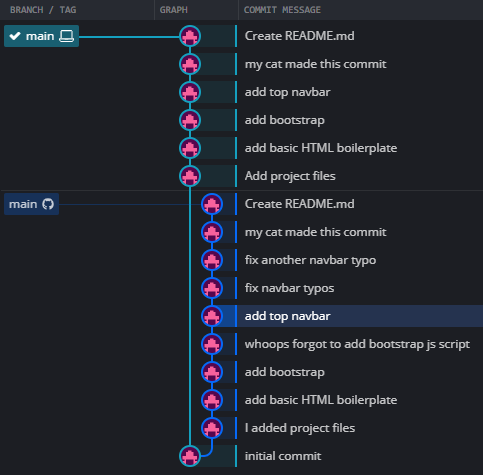 BRANCH / TAG GRAPH COMMIT MESSAGE
main Create README.md
my cat made this commit
add top navbar
add bootstrap
add basic HTML boilerplate
Add project files
main Create README.md
my cat made this commit
fix another navbar typo
fix navbar typos
add top navbar
whoops forgot to add bootstrap js script
add bootstrap
add basic HTML boilerplate
I added project files
initial commit